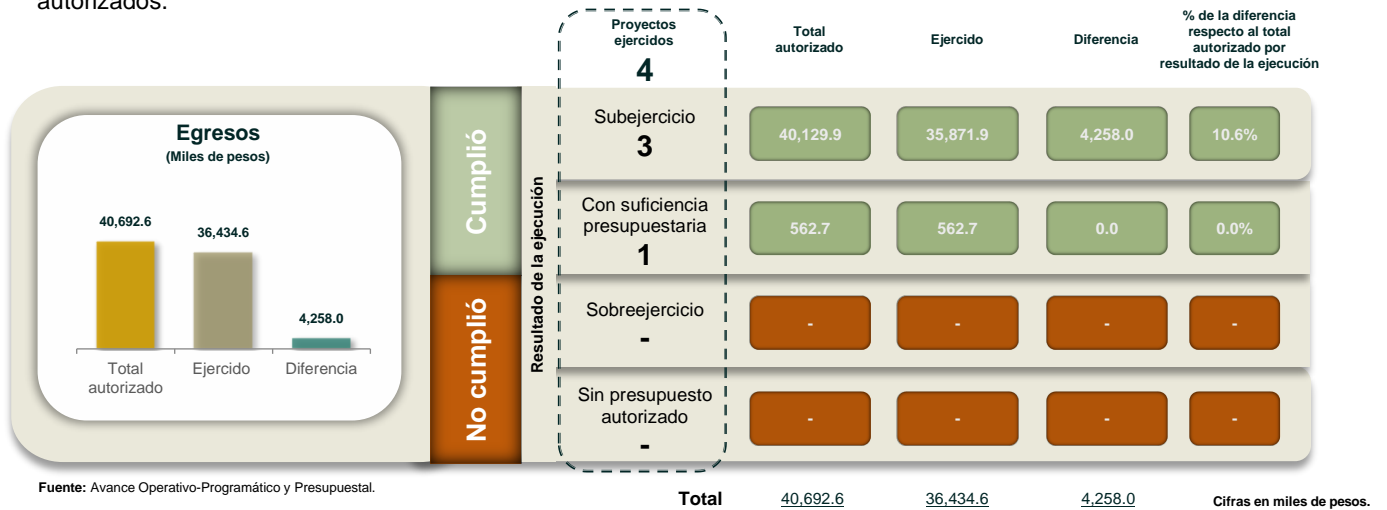 autorizados.
Proyectos
ejercidos
4
Total
autorizado
Ejercido
Diferencia
% de la diferencia
respecto al total
autorizado por
resultado de la ejecución
Egresos
(Miles de pesos)
40,692.6
36,434.6
4,258.0
Total
autorizado
Ejercido
Diferencia
Cumplió
No cumplió
Resultado de la ejecución
Subejercicio
3
40,129.9
35,871.9
4,258.0
10.6%
Con suficiencia
presupuestaria
1
562.7
562.7
0.0
0.0%
Sobreejercicio
-
-
-
-
-
Sin presupuesto
autorizado
-
-
-
-
-
Fuente: Avance Operativo-Programático y Presupuestal.
Total 40,692.6 36,434.6 4,258.0 Cifras en miles de pesos.